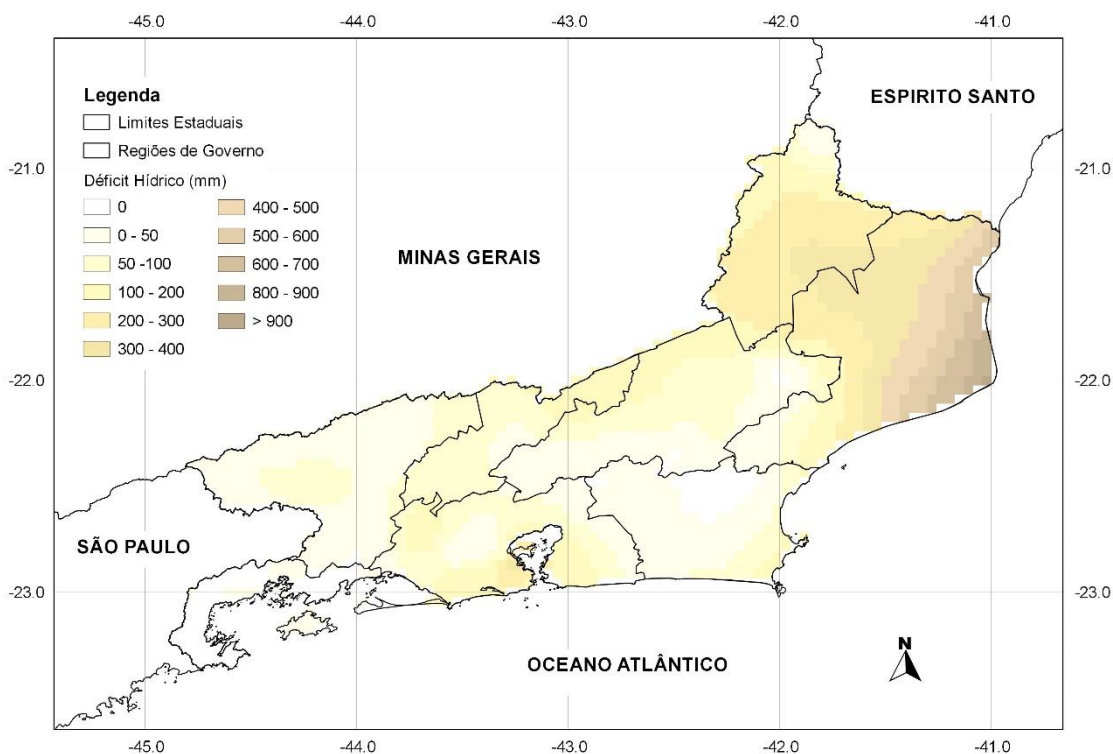 -45.0 -44.0 -43.0 -42.0 -41.0
Legenda
Limites Estaduais
Regiões de Governo
Déficit Hídrico (mm)
0
0 - 50
50 -100
100 - 200
200 - 300
300 - 400
400 - 500
500 - 600
600 - 700
800 - 900
> 900
ESPIRITO SANTO
-21.0 -21.0
MINAS GERAIS
-22.0 -22.0
SÃO PAULO
-23.0 -23.0
OCEANO ATLÂNTICO
N
-45.0 -44.0 -43.0 -42.0 -41.0